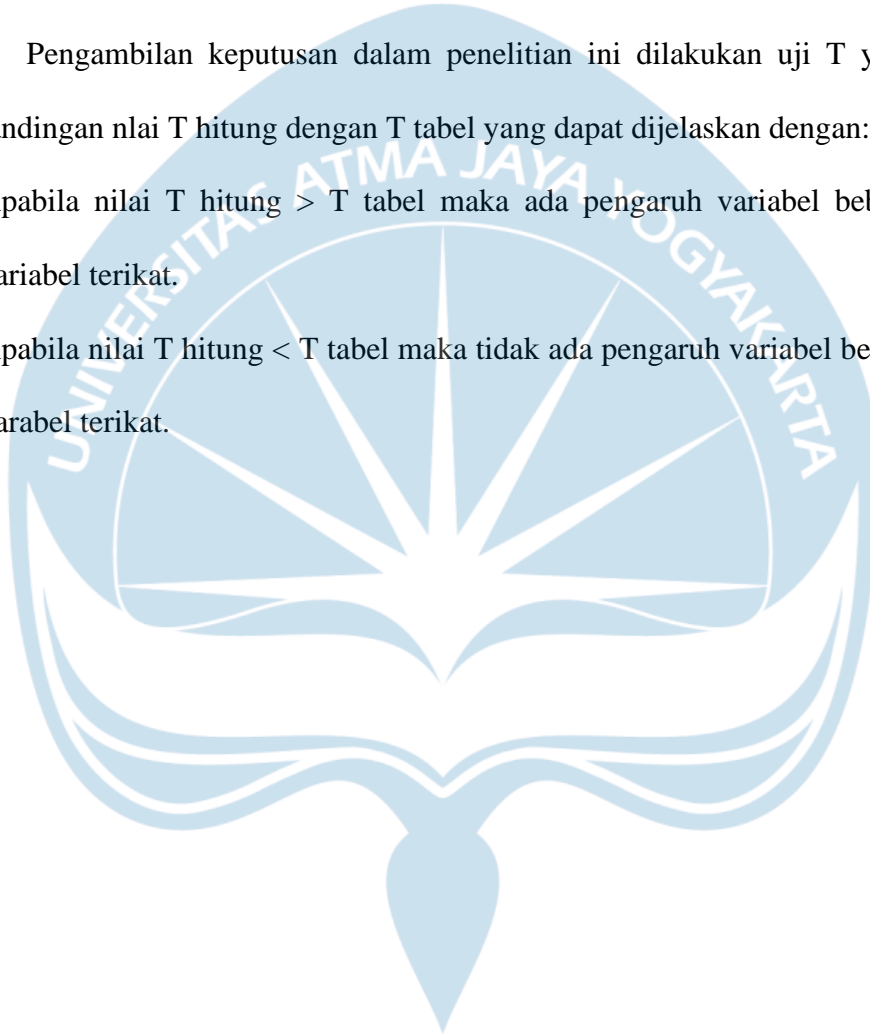 Pengambilan keputusan dalam penelitian ini dilakukan uji T
andingan nlai T hitung dengan T tabel yang dapat dijelaskan dengan:
pabila nilai T hitung > T tabel maka ada pengaruh variabel
ariabel terikat.
pabila nilai T hitung < T tabel maka tidak ada pengaruh variabel
arabel terikat.
UNIVERSITAS ATMA JAYA YOGYAKARTA